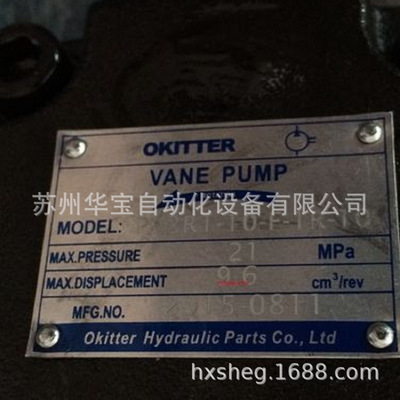 OKITTER
VANE PUMP
苏州华宝自动化设备有限公司
MODEL:
MAX.PRESSURE 21 MPa
MAX.DISPLACEMENT 9.6 cm³/rev
MFG.NO. 0811
Okitter Hydraulic Parts Co., Ltd
hxsheg.1688.com